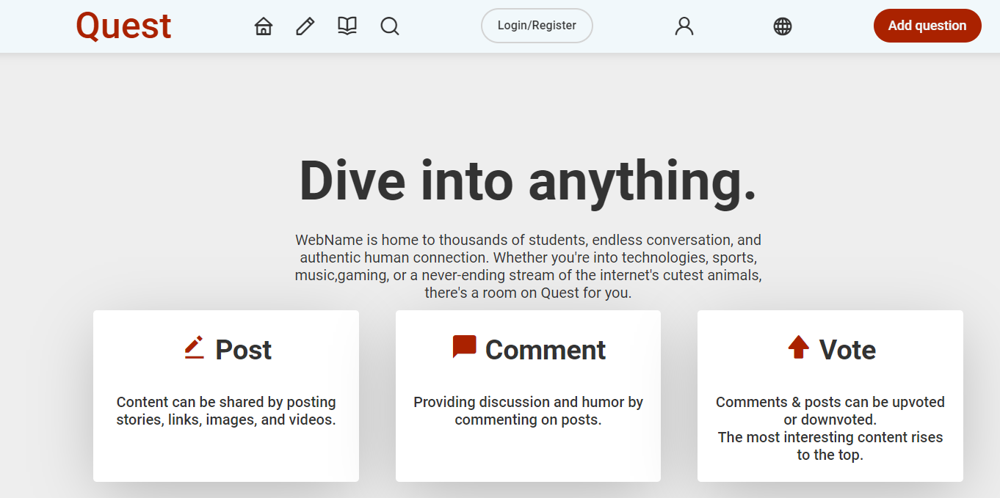 Quest
Login/Register
Add question
Dive into anything.
WebName is home to thousands of students, endless conversation, and
authentic human connection. Whether you're into technologies, sports,
music,gaming, or a never-ending stream of the internet's cutest animals,
there's a room on Quest for you.
Post
Content can be shared by posting
stories, links, images, and videos.
Comment
Providing discussion and humor by
commenting on posts.
Vote
Comments & posts can be upvoted
or downvoted.
The most interesting content rises
to the top.